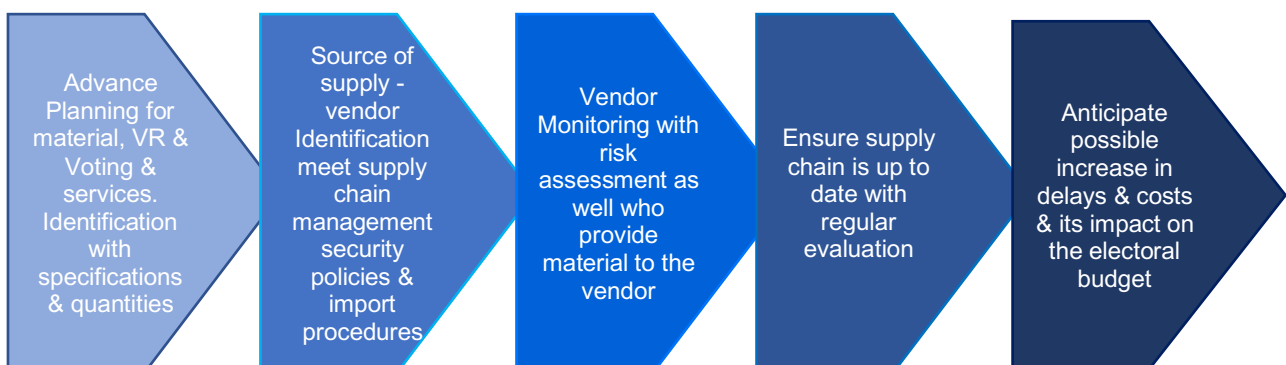 Advance
Planning for
material, VR &
Voting &
services.
Identification
with
specifications
& quantities
Source of
supply -
vendor
Identification
meet supply
chain
management
security
policies &
import
procedures
Vendor
Monitoring with
risk
assessment as
well who
provide
material to the
vendor
Ensure supply
chain is up to
date with
regular
evaluation
Anticipate
possible
increase in
delays & costs
& its impact on
the electoral
budget